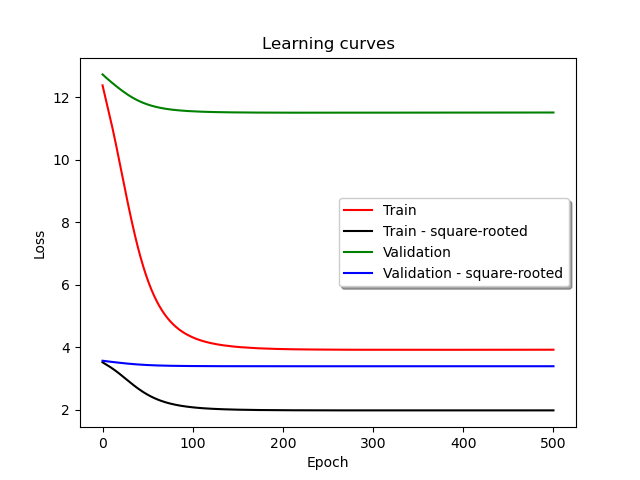 Learning curves
Loss
12
10
8
6
4
2
Train
Train - square-rooted
Validation
Validation - square-rooted
0
100
200
300
400
500
Epoch